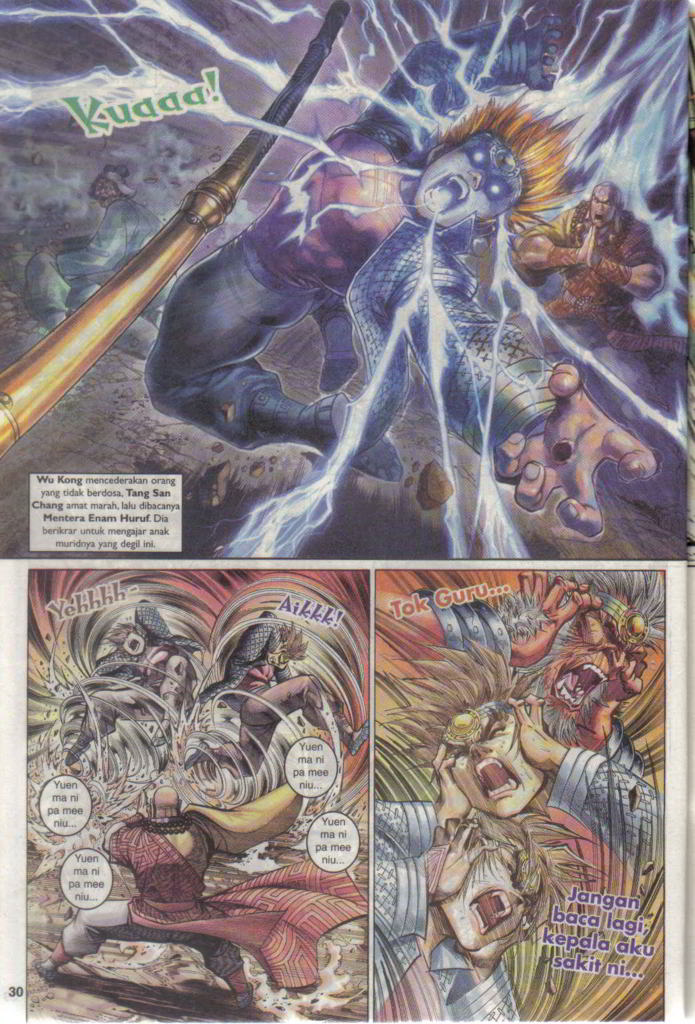 Kuaaa!
Wu Kong mencederakan orang
yang tidak berdosa, Tang San
Chang amat marah, lalu dibacanya
Mentera Enam Huruf. Dia
berikrar untuk mengajar anak
muridnya yang degil ini.
Yehhhh~
Aikkk!
Yuen
ma ni
pa mee
niu...
Yuen
ma ni
pa mee
niu...
Yuen
ma ni
pa mee
niu...
Yuen
ma ni
pa mee
niu...
Tok Guru...
Jangan
baca lagi,
kepala aku
sakit ni...
30